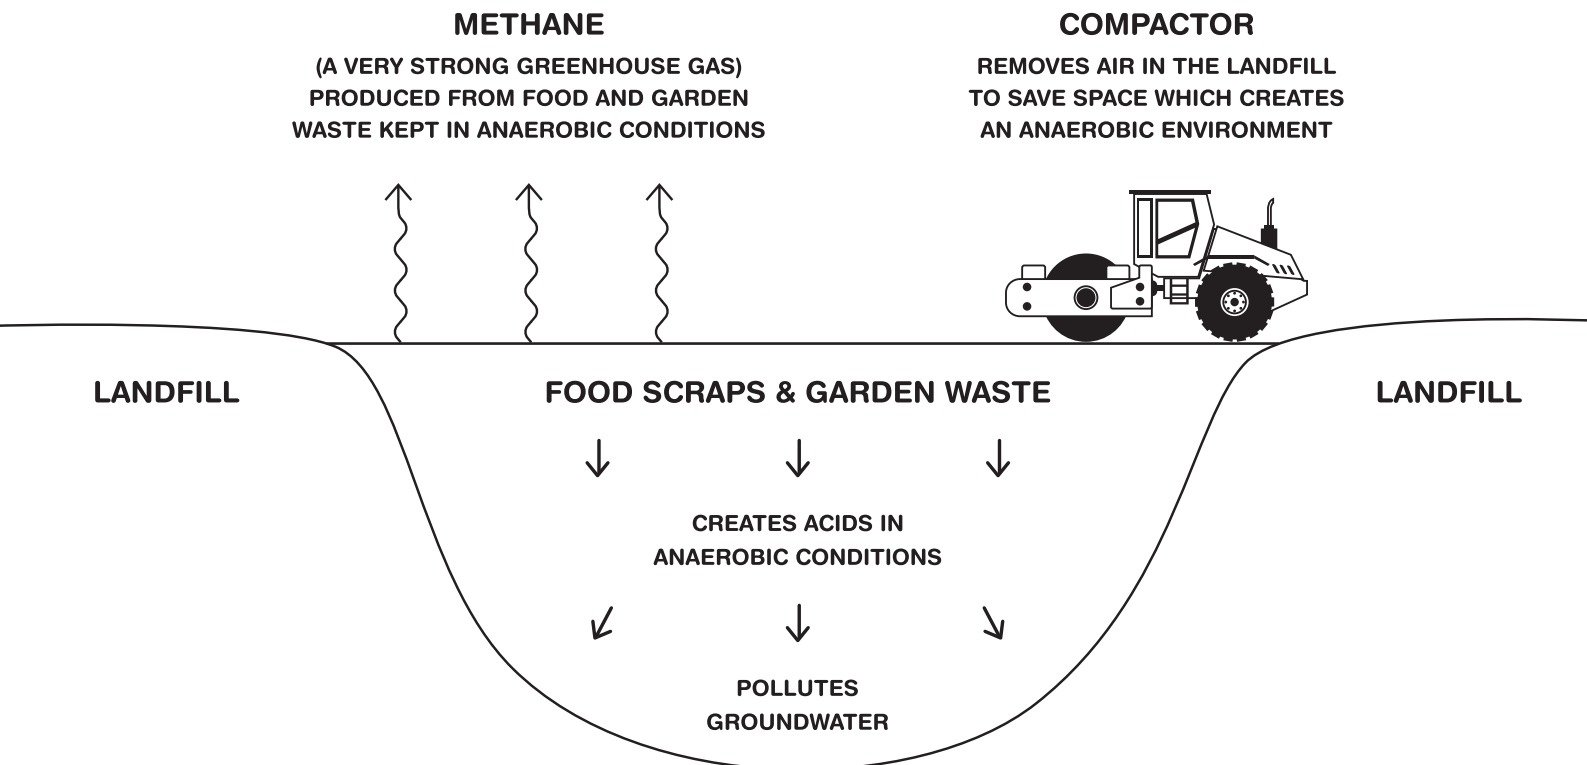 METHANE
(A VERY STRONG GREENHOUSE GAS)
PRODUCED FROM FOOD AND GARDEN
WASTE KEPT IN ANAEROBIC CONDITIONS
COMPACTOR
REMOVES AIR IN THE LANDFILL
TO SAVE SPACE WHICH CREATES
AN ANAEROBIC ENVIRONMENT
LANDFILL
FOOD SCRAPS & GARDEN WASTE
LANDFILL
CREATES ACIDS IN
ANAEROBIC CONDITIONS
POLLUTES
GROUNDWATER